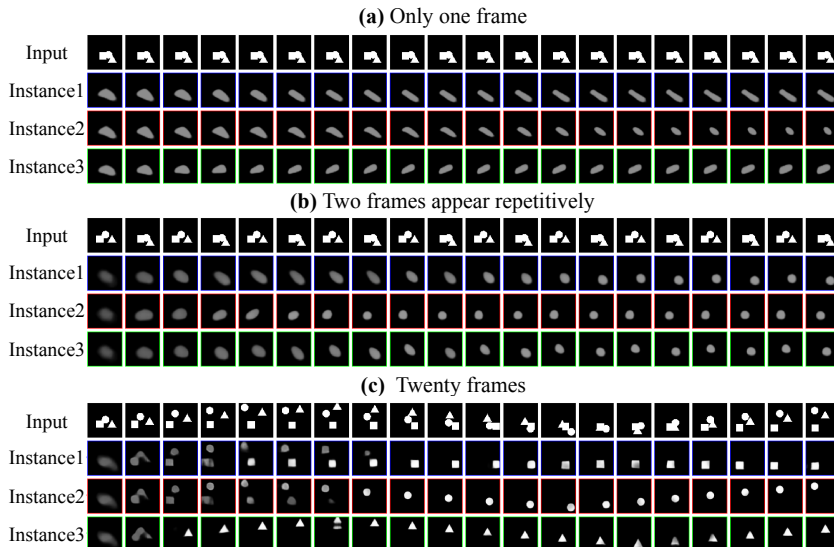 (a) Only one frame
Input
Instance1
Instance2
Instance3
(b) Two frames appear repetitively
Input
Instance1
Instance2
Instance3
(c) Twenty frames
Input
Instance1
Instance2
Instance3